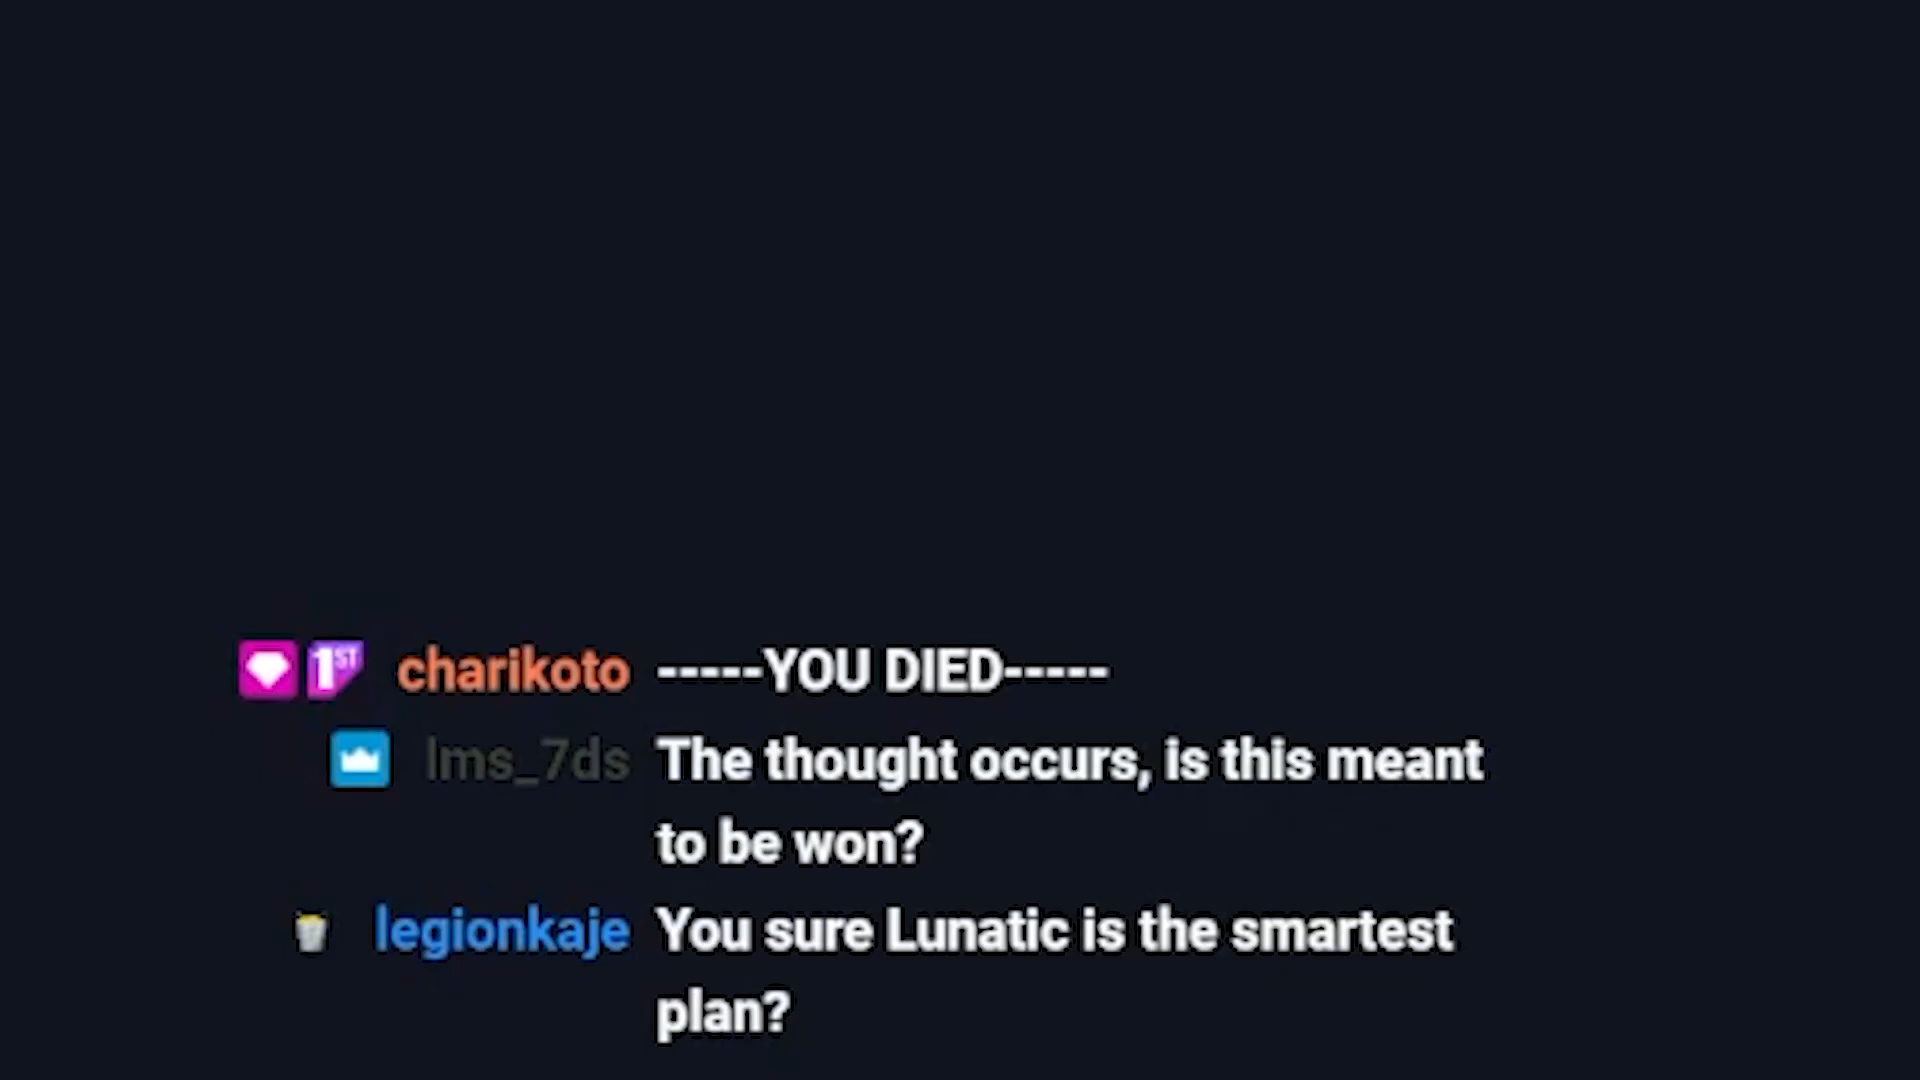 1ST charikoto -----YOU DIED-----
lms_7ds The thought occurs, is this meant
to be won?
legionkaje You sure Lunatic is the smartest
plan?